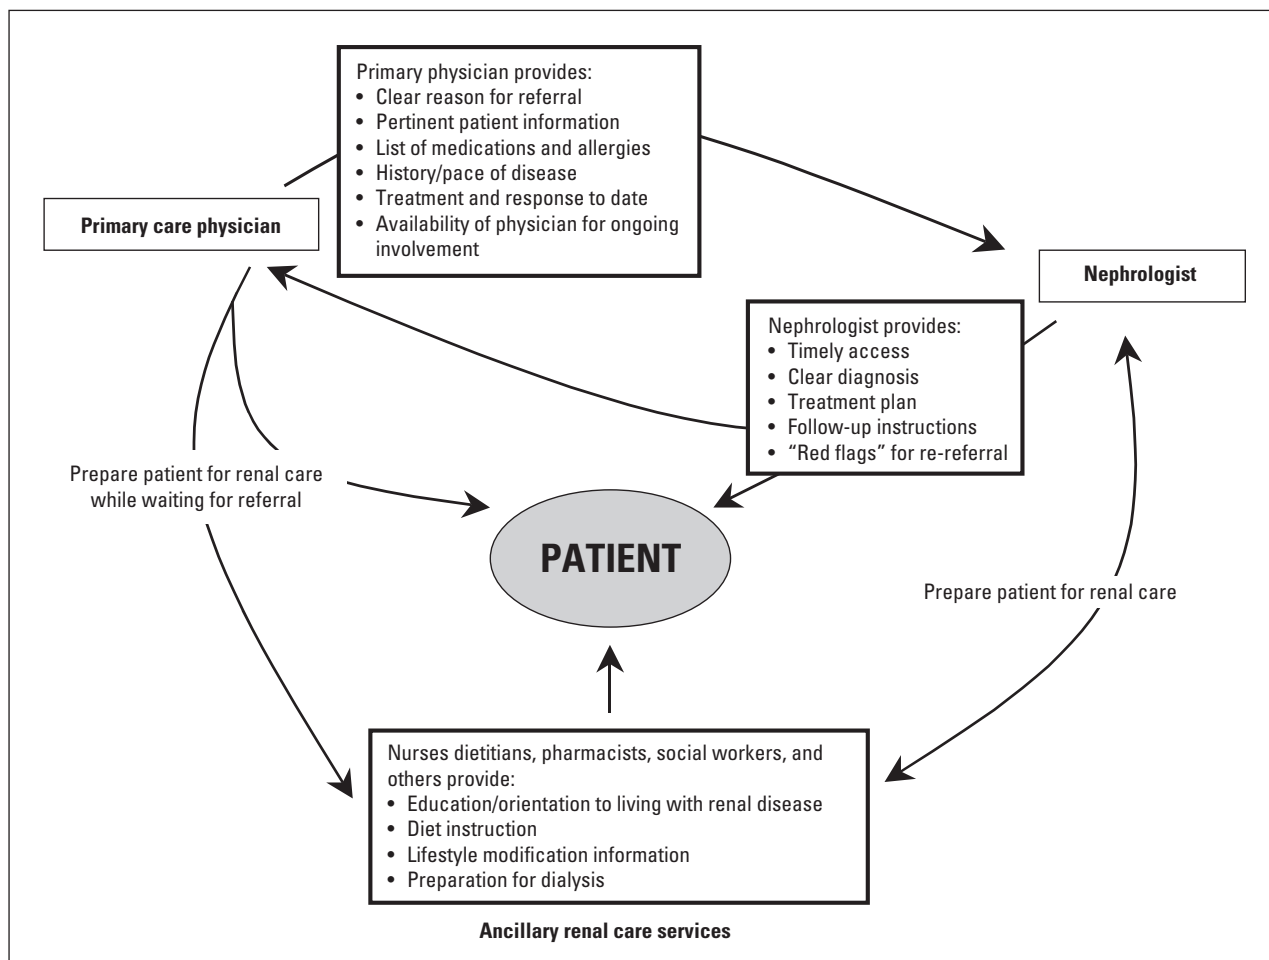 Primary physician provides:
• Clear reason for referral
• Pertinent patient information
• List of medications and allergies
• History/pace of disease
• Treatment and response to date
• Availability of physician for ongoing
involvement
Primary care physician
Nephrologist
Nephrologist provides:
• Timely access
• Clear diagnosis
• Treatment plan
• Follow-up instructions
• “Red flags” for re-referral
Prepare patient for renal care
while waiting for referral
PATIENT
Prepare patient for renal care
Nurses dietitians, pharmacists, social workers, and
others provide:
• Education/orientation to living with renal disease
• Diet instruction
• Lifestyle modification information
• Preparation for dialysis
Ancillary renal care services